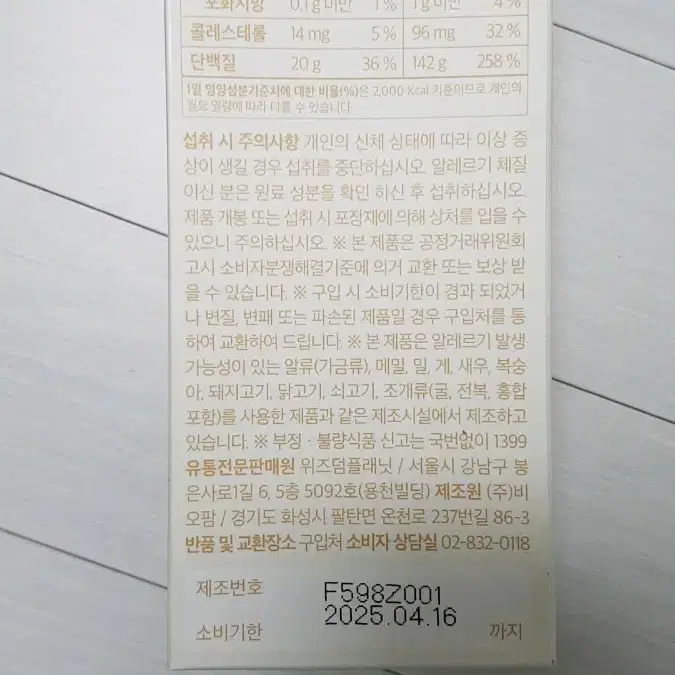 포화지방 0.1 g 미만 1 % 1 g 미만 4 %
콜레스테롤 14 mg 5 % 96 mg 32 %
단백질 20 g 36 % 142 g 258 %
1일 영양성분기준치에 대한 비율(%)은 2,000 Kcal 기준이므로 개인의
필요 열량에 따라 다를 수 있습니다.
섭취 시 주의사항 개인의 신체 상태에 따라 이상 증
상이 생길 경우 섭취를 중단하십시오. 알레르기 체질
이신 분은 원료 성분을 확인 하신 후 섭취하십시오.
제품 개봉 또는 섭취 시 포장재에 의해 상처를 입을 수
있으니 주의하십시오. ※ 본 제품은 공정거래위원회
고시 소비자분쟁해결기준에 의거 교환 또는 보상 받
을 수 있습니다. ※ 구입 시 소비기한이 경과 되었거
나 변질, 변패 또는 파손된 제품일 경우 구입처를 통
하여 교환하여 드립니다. ※ 본 제품은 알레르기 발생
가능성이 있는 알류(가금류), 메밀, 밀, 게, 새우, 복숭
아, 돼지고기, 닭고기, 쇠고기, 조개류(굴, 전복, 홍합
포함)를 사용한 제품과 같은 제조시설에서 제조하고
있습니다. ※ 부정 · 불량식품 신고는 국번없이 1399
유통전문판매원 위즈덤플래닛 / 서울시 강남구 봉
은사로1길 6, 5층 5092호(용천빌딩) 제조원 (주)비
오팜 / 경기도 화성시 팔탄면 온천로 237번길 86-3
반품 및 교환장소 구입처 소비자 상담실 02-832-0118
제조번호 F598Z001
2025.04.16
소비기한 까지